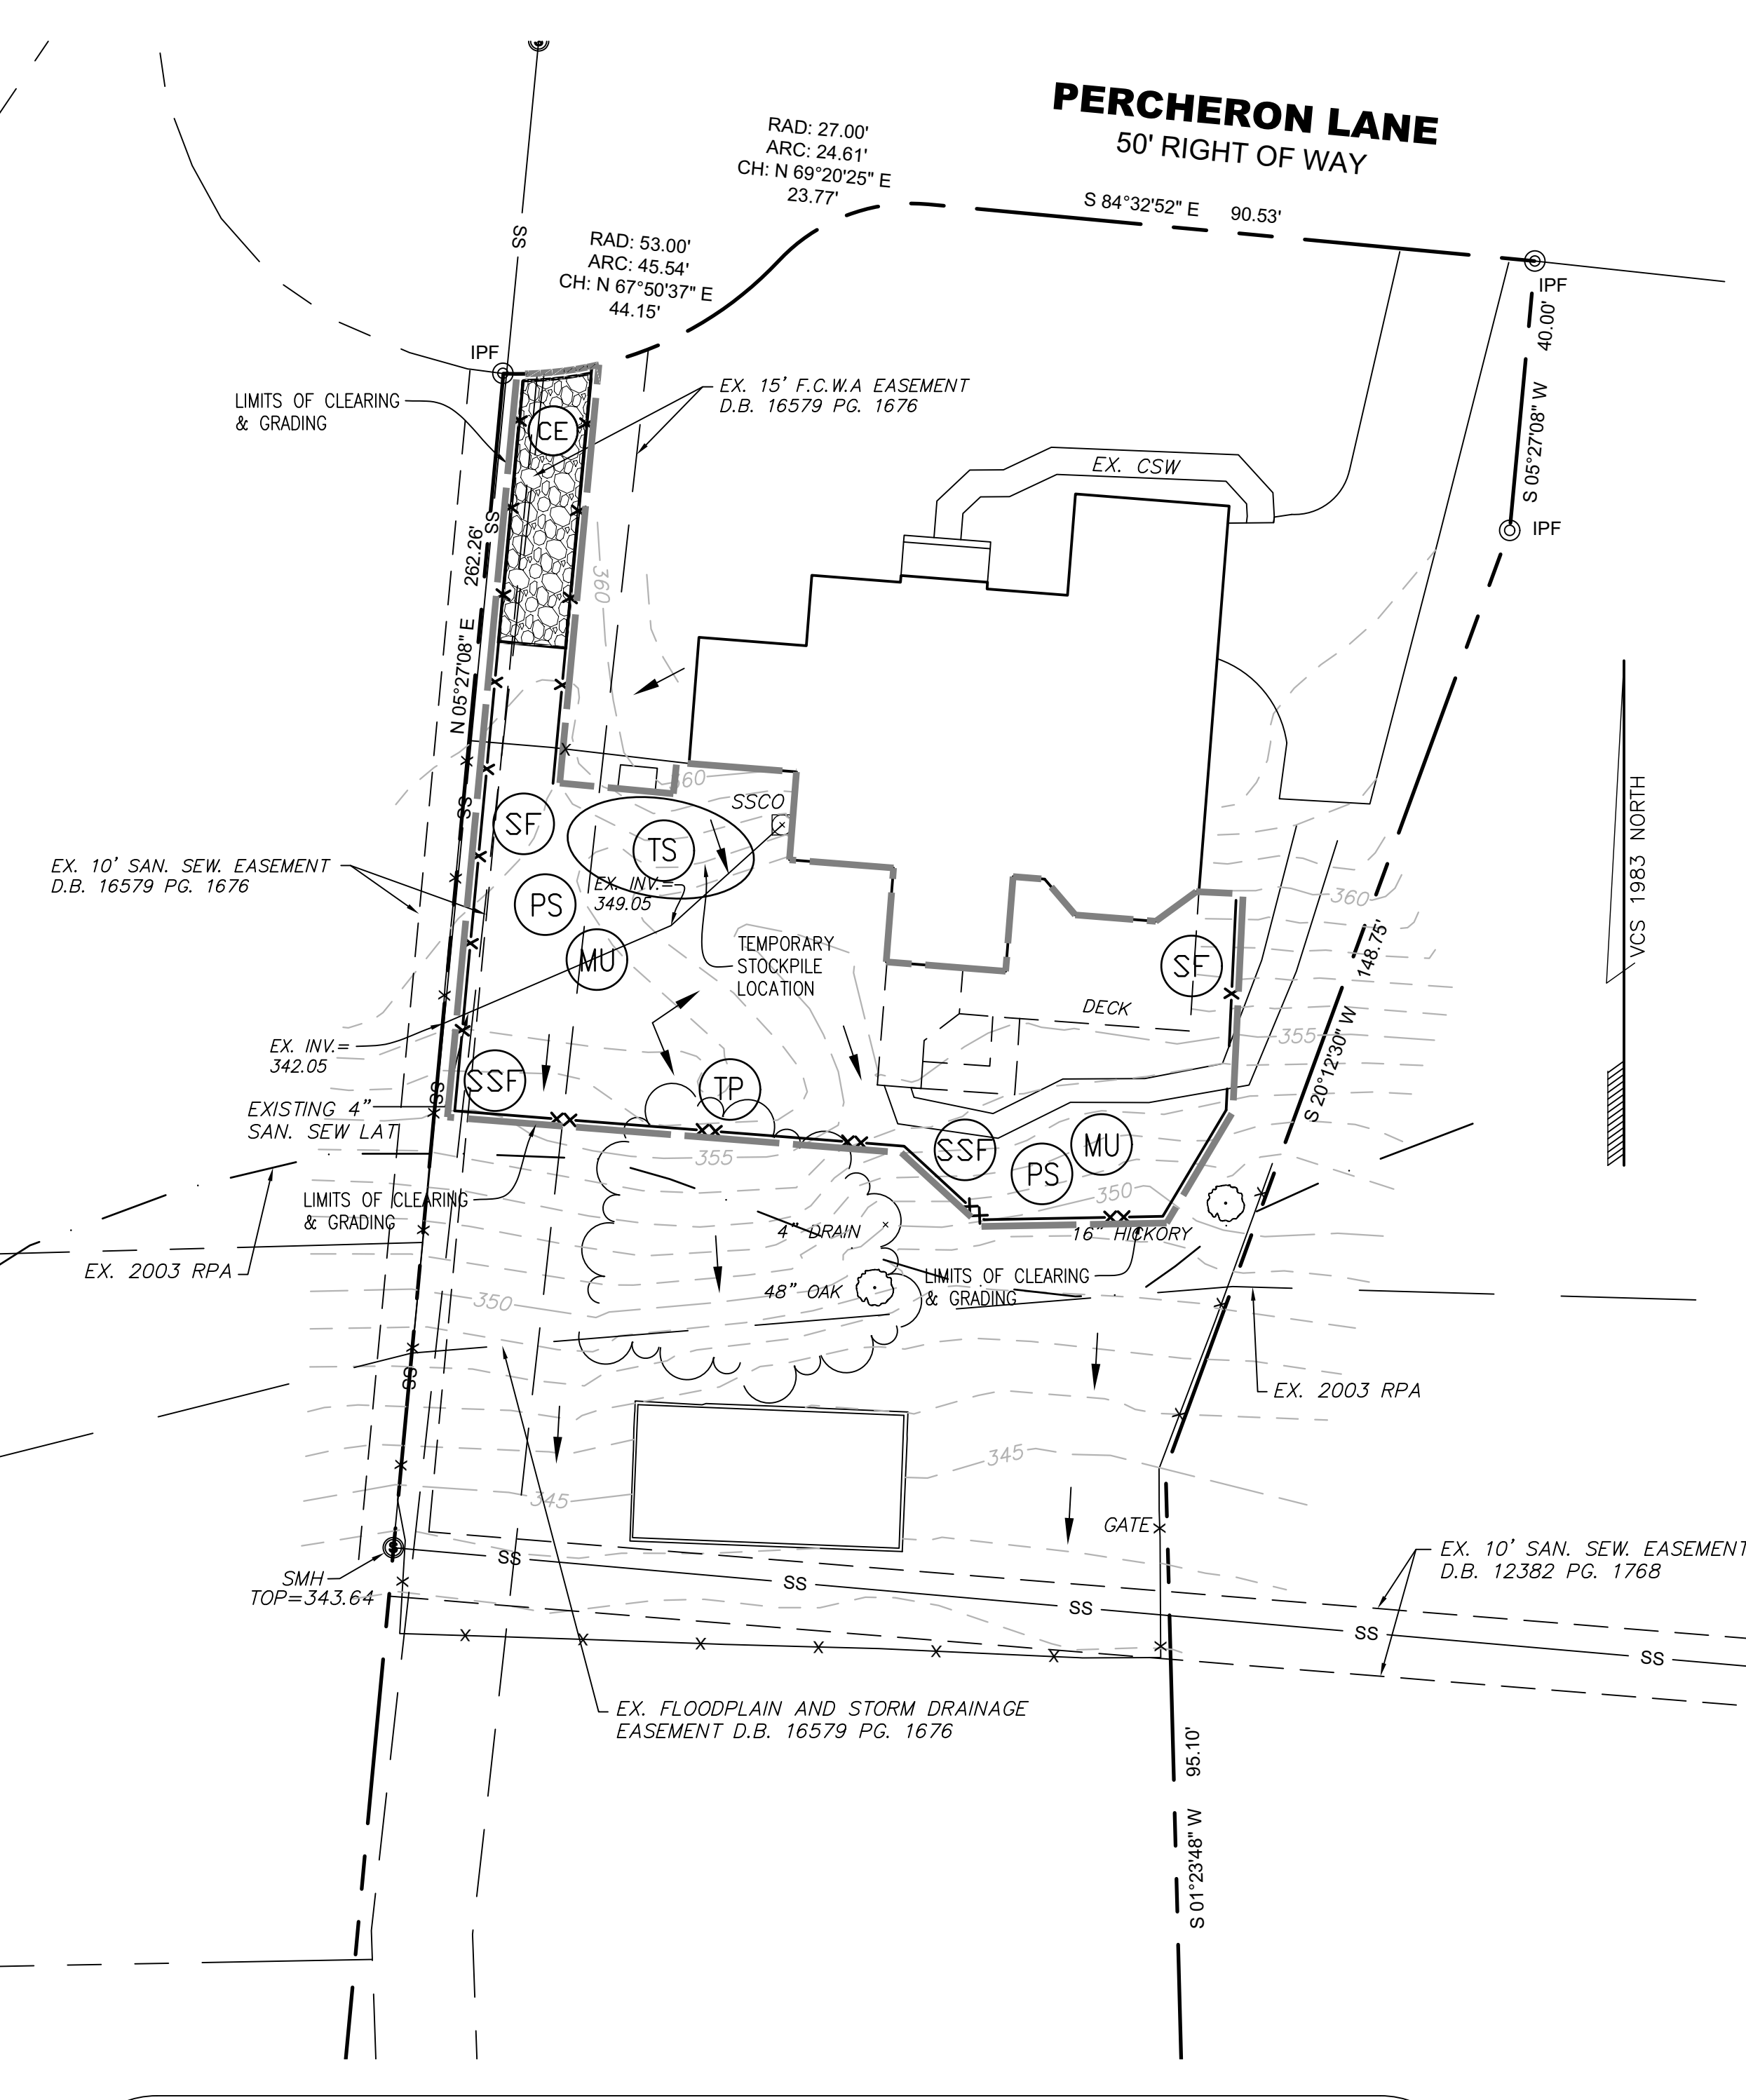 PERCHERON LANE
50' RIGHT OF WAY
RAD: 27.00'
ARC: 24.61'
CH: N 69°20'25" E
23.77'
S 84°32'52" E 90.53'
SS
RAD: 53.00'
ARC: 45.54'
CH: N 67°50'37" E
44.15'
IPF
S 05°27'08" W 40.00'
IPF
IPF
LIMITS OF CLEARING
& GRADING
EX. 15' F.C.W.A EASEMENT
D.B. 16579 PG. 1676
CE
EX. CSW
SS
N 05°27'08" E 262.26'
360
360
SSCO
SF
TS
SS
VCS 1983 NORTH
EX. 10' SAN. SEW. EASEMENT
D.B. 16579 PG. 1676
EX. INV.=
349.05
PS
MU
TEMPORARY
STOCKPILE
LOCATION
SF
360
S 20°12'30" W 148.75'
DECK
355
EX. INV.=
342.05
SSF
TP
SS
EXISTING 4"
SAN. SEW LAT
355
SSF
PS
MU
350
LIMITS OF CLEARING
& GRADING
4" DRAIN
16" HICKORY
EX. 2003 RPA
48" OAK
LIMITS OF CLEARING
& GRADING
350
SS
EX. 2003 RPA
345
345
GATE
S
SMH
TOP=343.64
SS
SS
SS
SS
SS
EX. 10' SAN. SEW. EASEMENT
D.B. 12382 PG. 1768
EX. FLOODPLAIN AND STORM DRAINAGE
EASEMENT D.B. 16579 PG. 1676
S 01°23'48" W 95.10'